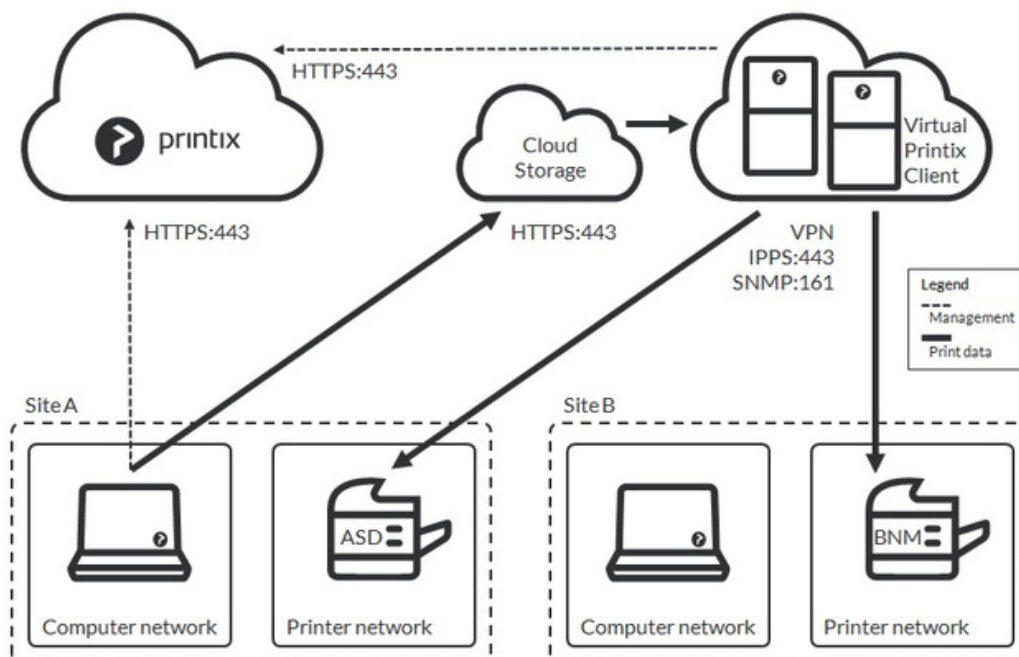 HTTPS:443
printix
Cloud
Storage
Virtual
Printix
Client
HTTPS:443
HTTPS:443
VPN
IPPS:443
SNMP:161
Legend
Management
Print data
Site A
Site B
ASD
BNM
Computer network
Printer network
Computer network
Printer network